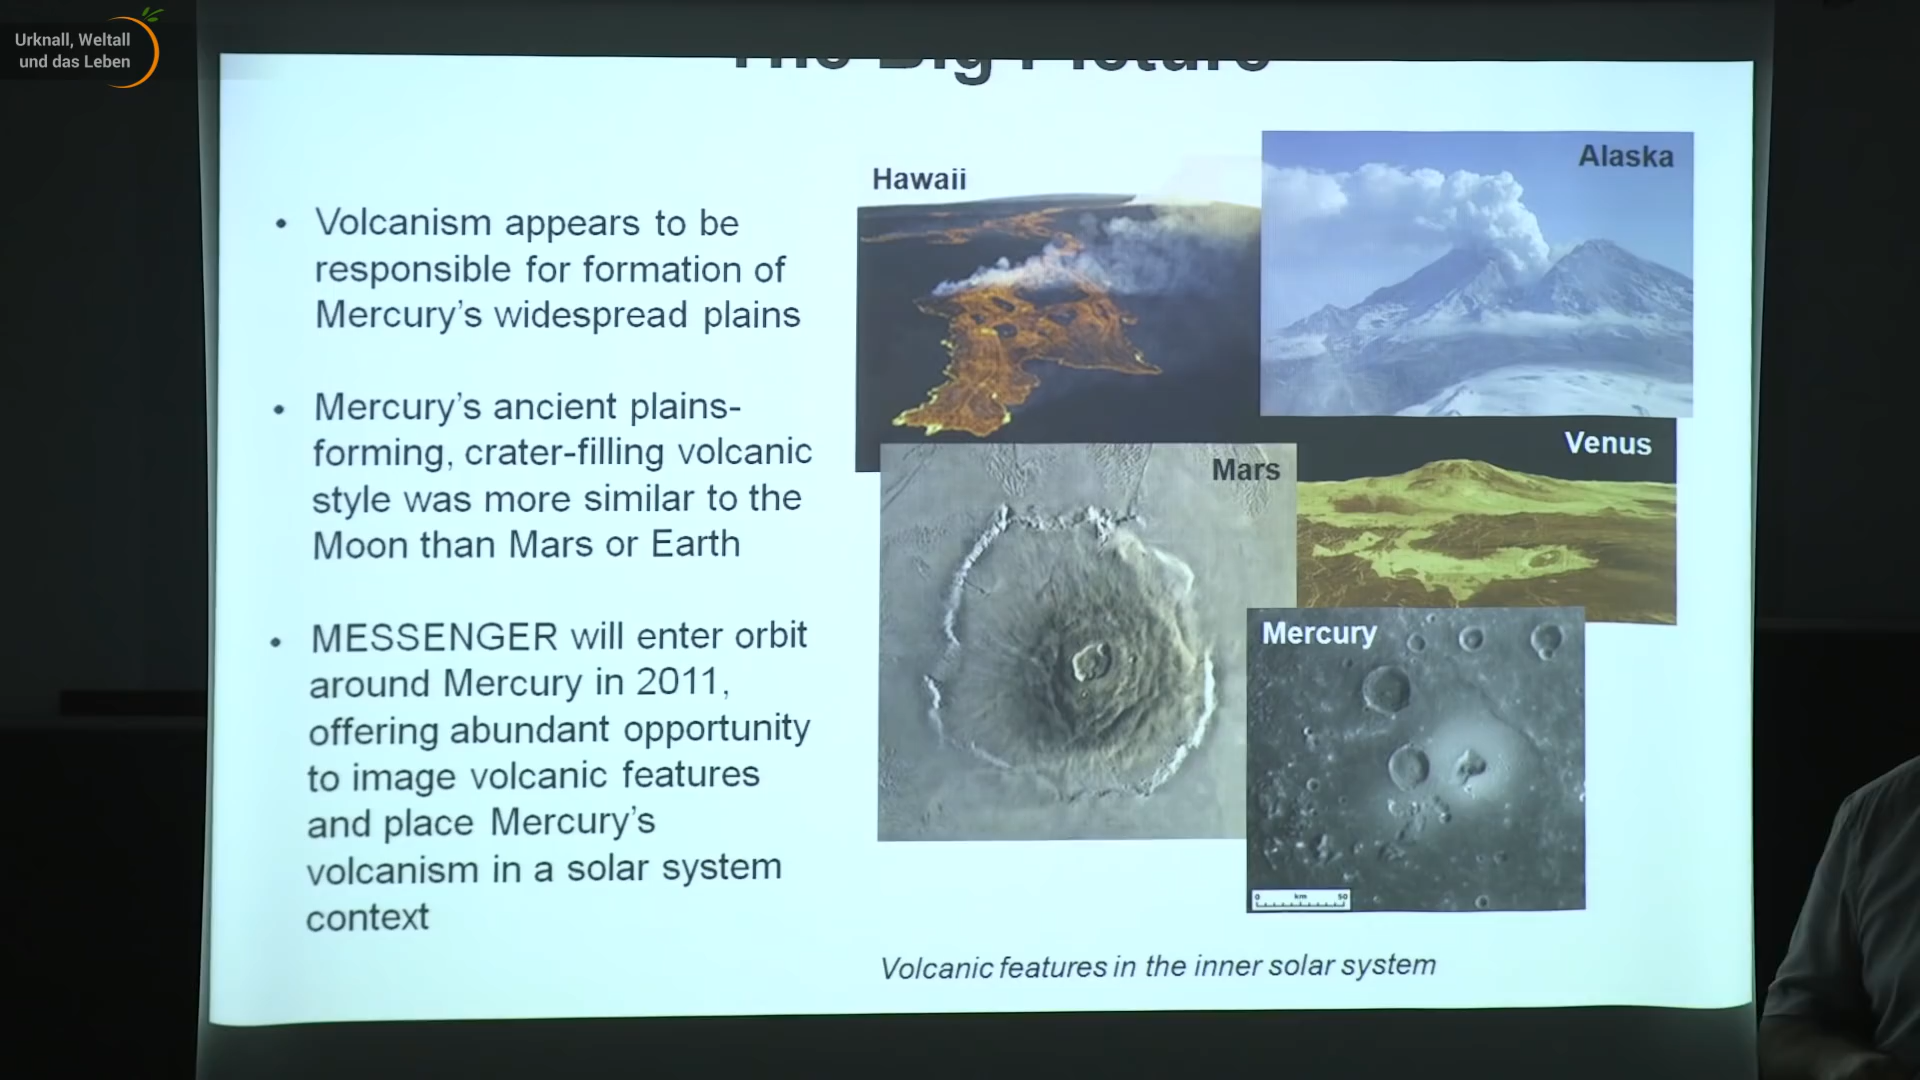 Urknall, Weltall
und das Leben
The Big Picture
Hawaii
Alaska
• Volcanism appears to be
responsible for formation of
Mercury’s widespread plains
• Mercury’s ancient plains-
forming, crater-filling volcanic
style was more similar to the
Moon than Mars or Earth
• MESSENGER will enter orbit
around Mercury in 2011,
offering abundant opportunity
to image volcanic features
and place Mercury’s
volcanism in a solar system
context
Mars
Venus
Mercury
0 km 50
Volcanic features in the inner solar system